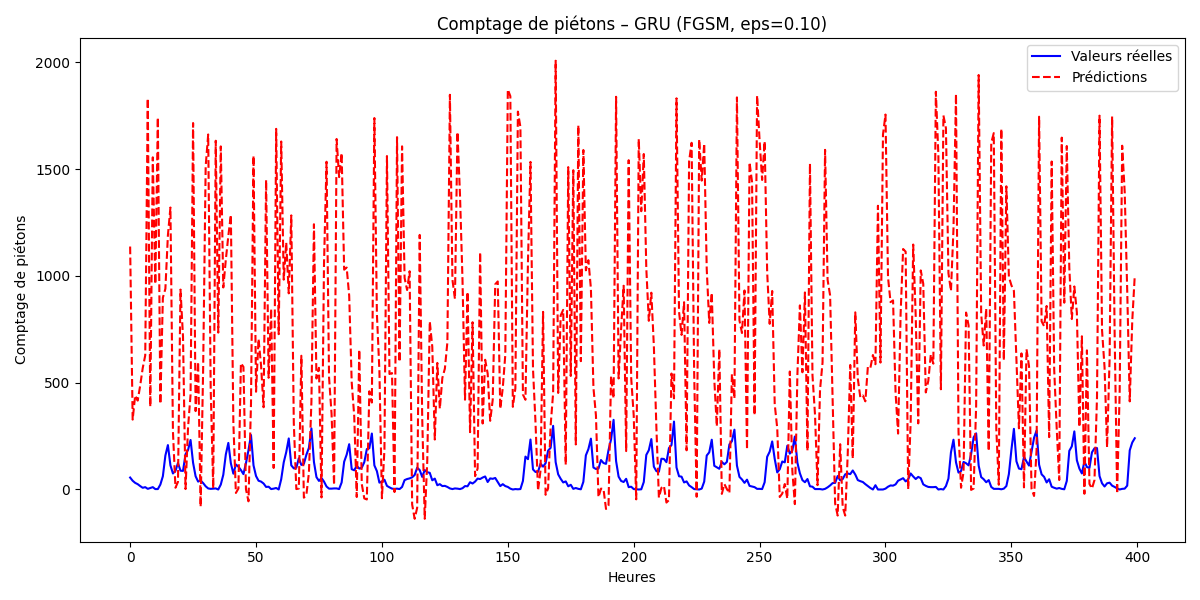 Comptage de piétons – GRU (FGSM, eps=0.10)
Valeurs réelles
Prédictions
Comptage de piétons
2000
1500
1000
500
0
0 50 100 150 200 250 300 350 400
Heures